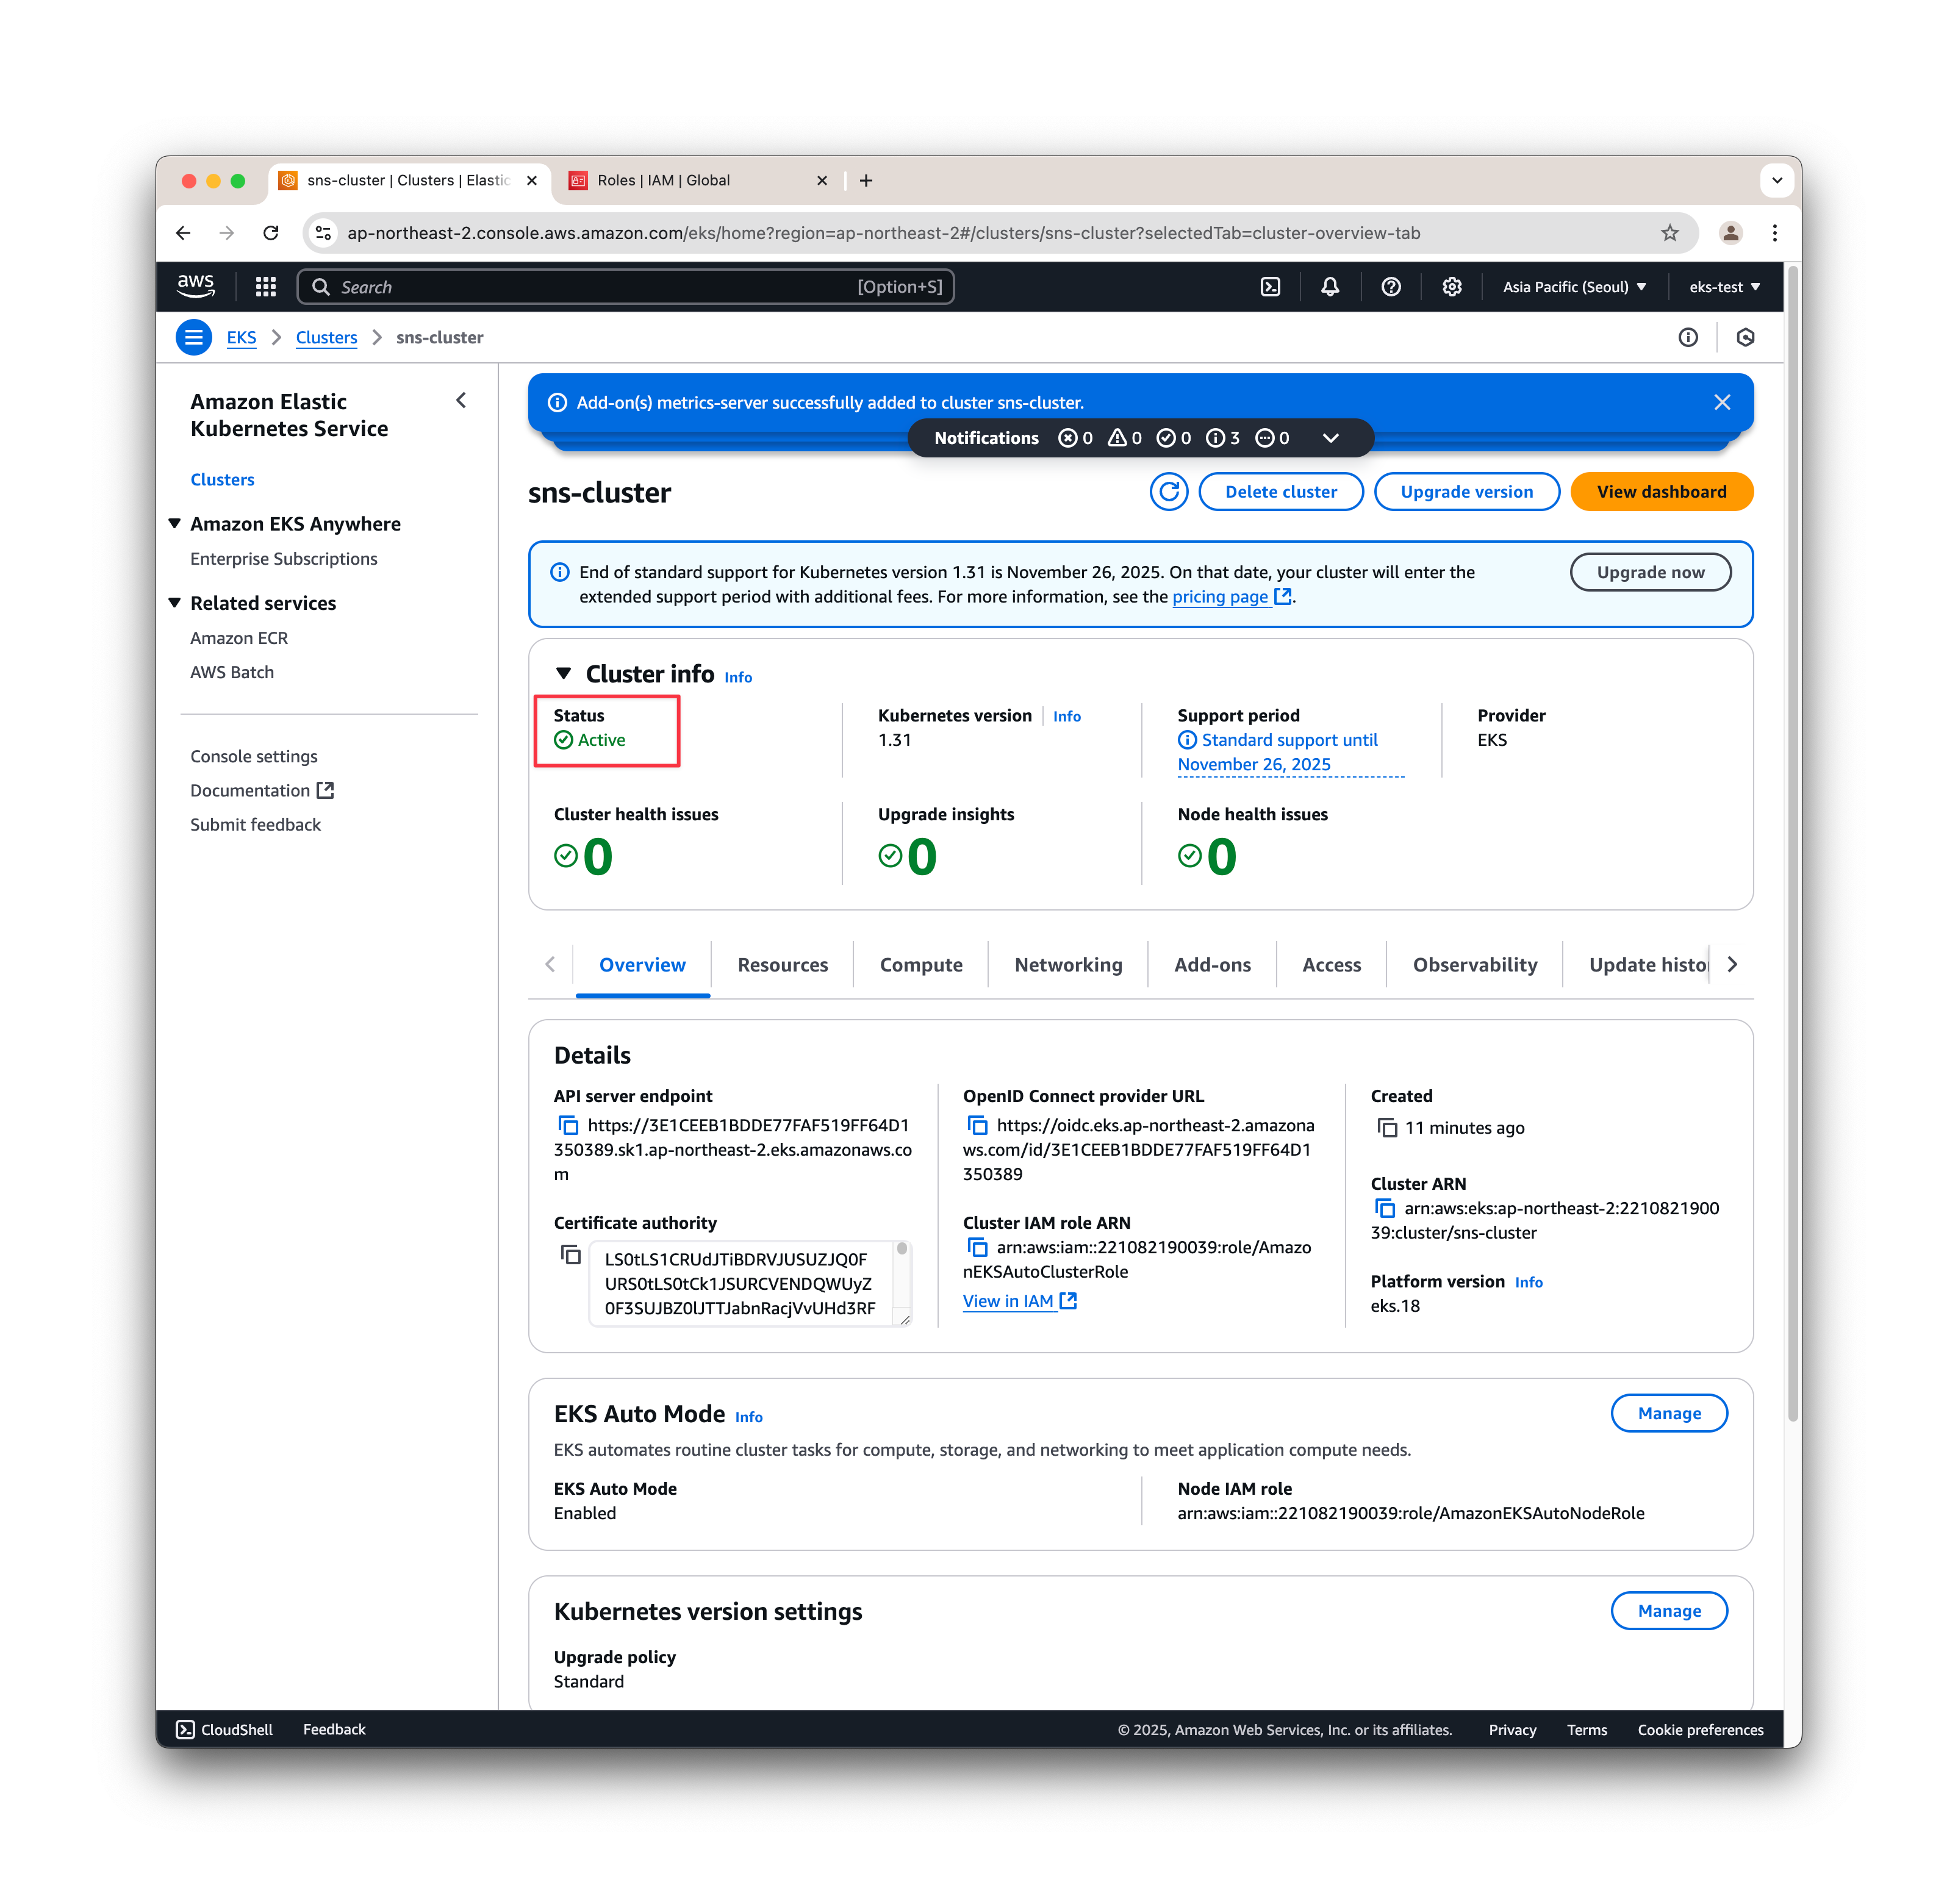 sns-cluster | Clusters | Elastic
Roles | IAM | Global
ap-northeast-2.console.aws.amazon.com/eks/home?region=ap-northeast-2#/clusters/sns-cluster?selectedTab=cluster-overview-tab
aws
Search
[Option+S]
Asia Pacific (Seoul)
eks-test
EKS
Clusters
sns-cluster
Amazon Elastic
Kubernetes Service
Clusters
Amazon EKS Anywhere
Enterprise Subscriptions
Related services
Amazon ECR
AWS Batch
Console settings
Documentation
Submit feedback
Add-on(s) metrics-server successfully added to cluster sns-cluster.
Notifications 0 0 0 3 0
sns-cluster
Delete cluster
Upgrade version
View dashboard
End of standard support for Kubernetes version 1.31 is November 26, 2025. On that date, your cluster will enter the
extended support period with additional fees. For more information, see the pricing page.
Upgrade now
Cluster info Info
Status
Active
Kubernetes version Info
1.31
Support period
Standard support until
November 26, 2025
Provider
EKS
Cluster health issues
0
Upgrade insights
0
Node health issues
0
Overview
Resources
Compute
Networking
Add-ons
Access
Observability
Update histo
Details
API server endpoint
https://3E1CEEB1BDDE77FAF519FF64D1
350389.sk1.ap-northeast-2.eks.amazonaws.co
m
Certificate authority
LS0tLS1CRUdJTiBDRVJUSUZJQ0F
URS0tLS0tCk1JSURCVENDQWUyZ
0F3SUJBZ0lJTTJabnRacjVvUHd3RF
OpenID Connect provider URL
https://oidc.eks.ap-northeast-2.amazona
ws.com/id/3E1CEEB1BDDE77FAF519FF64D1
350389
Cluster IAM role ARN
arn:aws:iam::221082190039:role/Amazo
nEKSAutoClusterRole
View in IAM
Created
11 minutes ago
Cluster ARN
arn:aws:eks:ap-northeast-2:2210821900
39:cluster/sns-cluster
Platform version Info
eks.18
EKS Auto Mode Info
Manage
EKS automates routine cluster tasks for compute, storage, and networking to meet application compute needs.
EKS Auto Mode
Enabled
Node IAM role
arn:aws:iam::221082190039:role/AmazonEKSAutoNodeRole
Kubernetes version settings
Manage
Upgrade policy
Standard
CloudShell
Feedback
© 2025, Amazon Web Services, Inc. or its affiliates.
Privacy
Terms
Cookie preferences